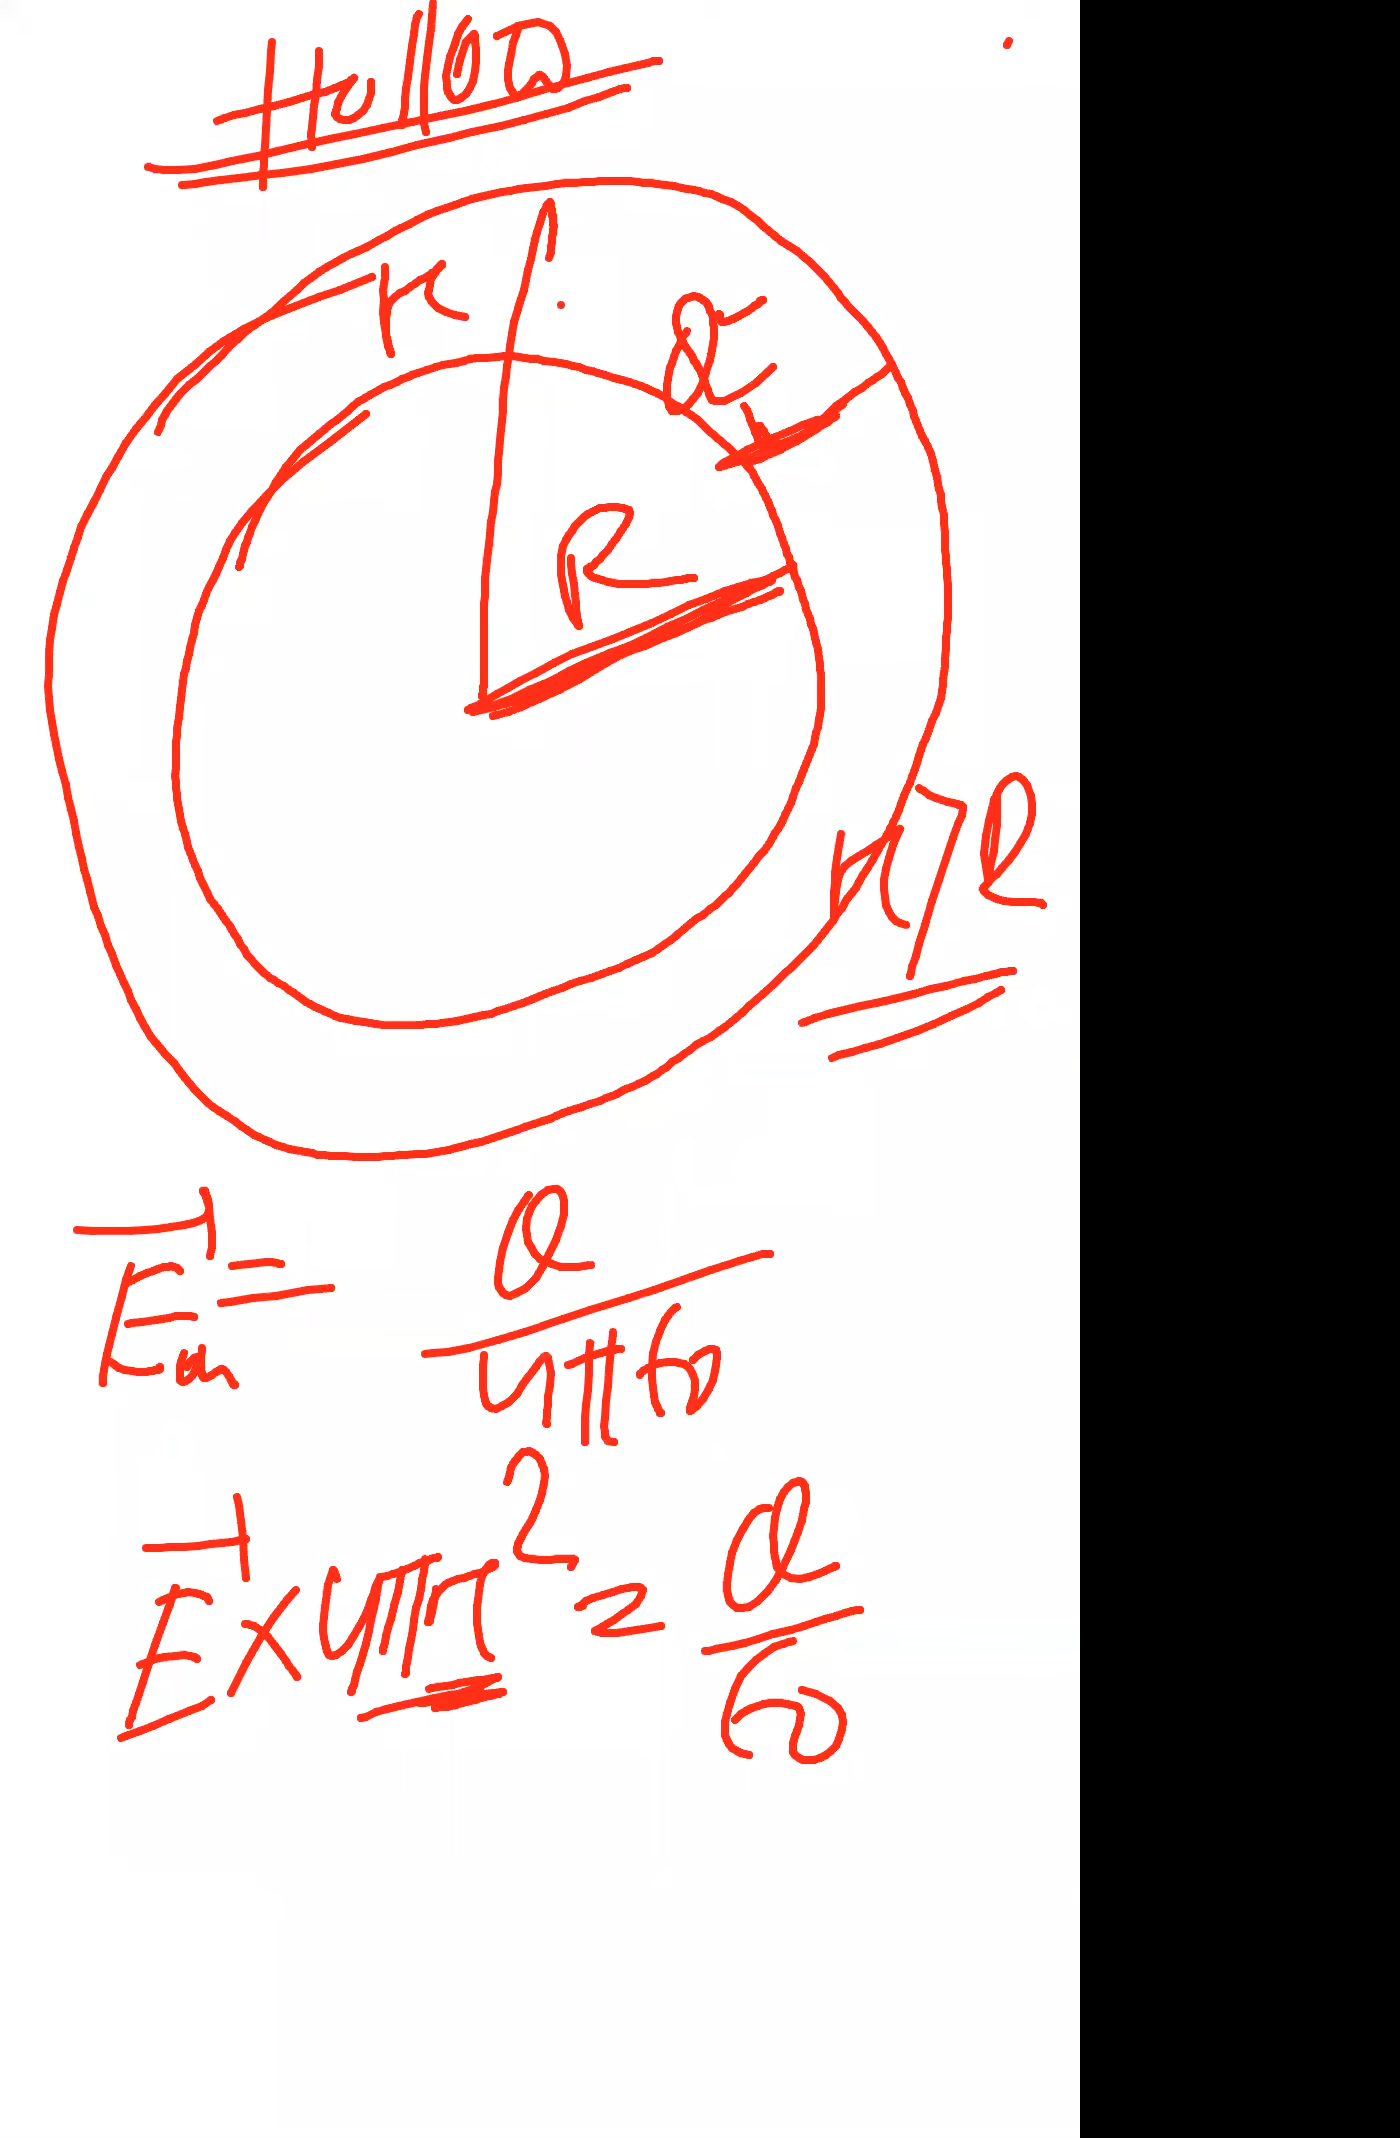 Hollow
r
R
r > R
E = Q / 4πε0
E × 4πr² = Q / ε0